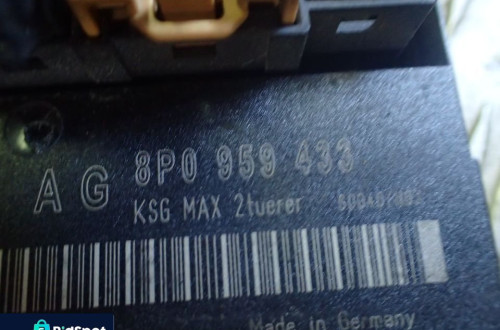 AG 8P0 959 433
KSG MAX 2tuerer
Made in Germany
BidSpot